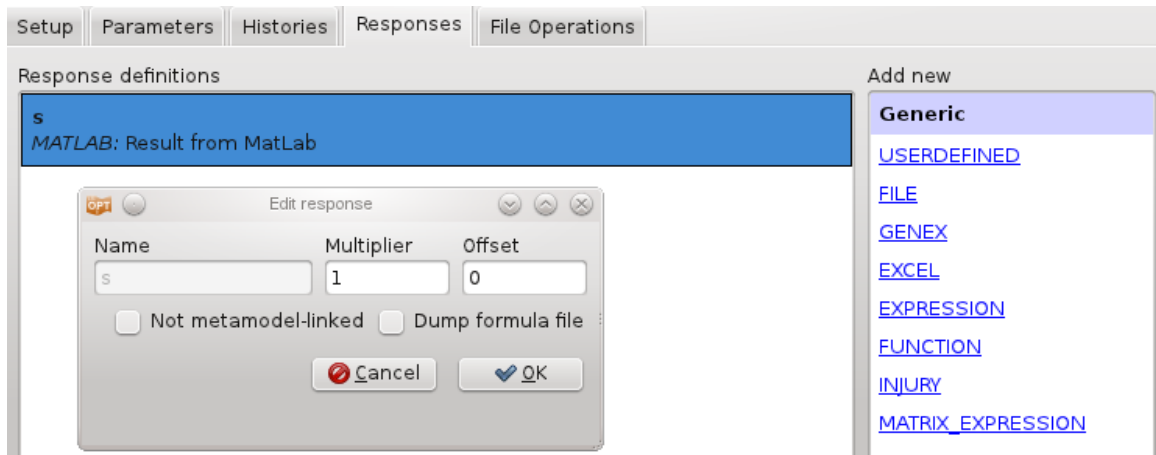 Setup Parameters Histories Responses File Operations
Response definitions
s
MATLAB: Result from MatLab
OPT Edit response
Name Multiplier Offset
s 1 0
Not metamodel-linked Dump formula file
Cancel OK
Add new
Generic
USERDEFINED
FILE
GENEX
EXCEL
EXPRESSION
FUNCTION
INJURY
MATRIX_EXPRESSION